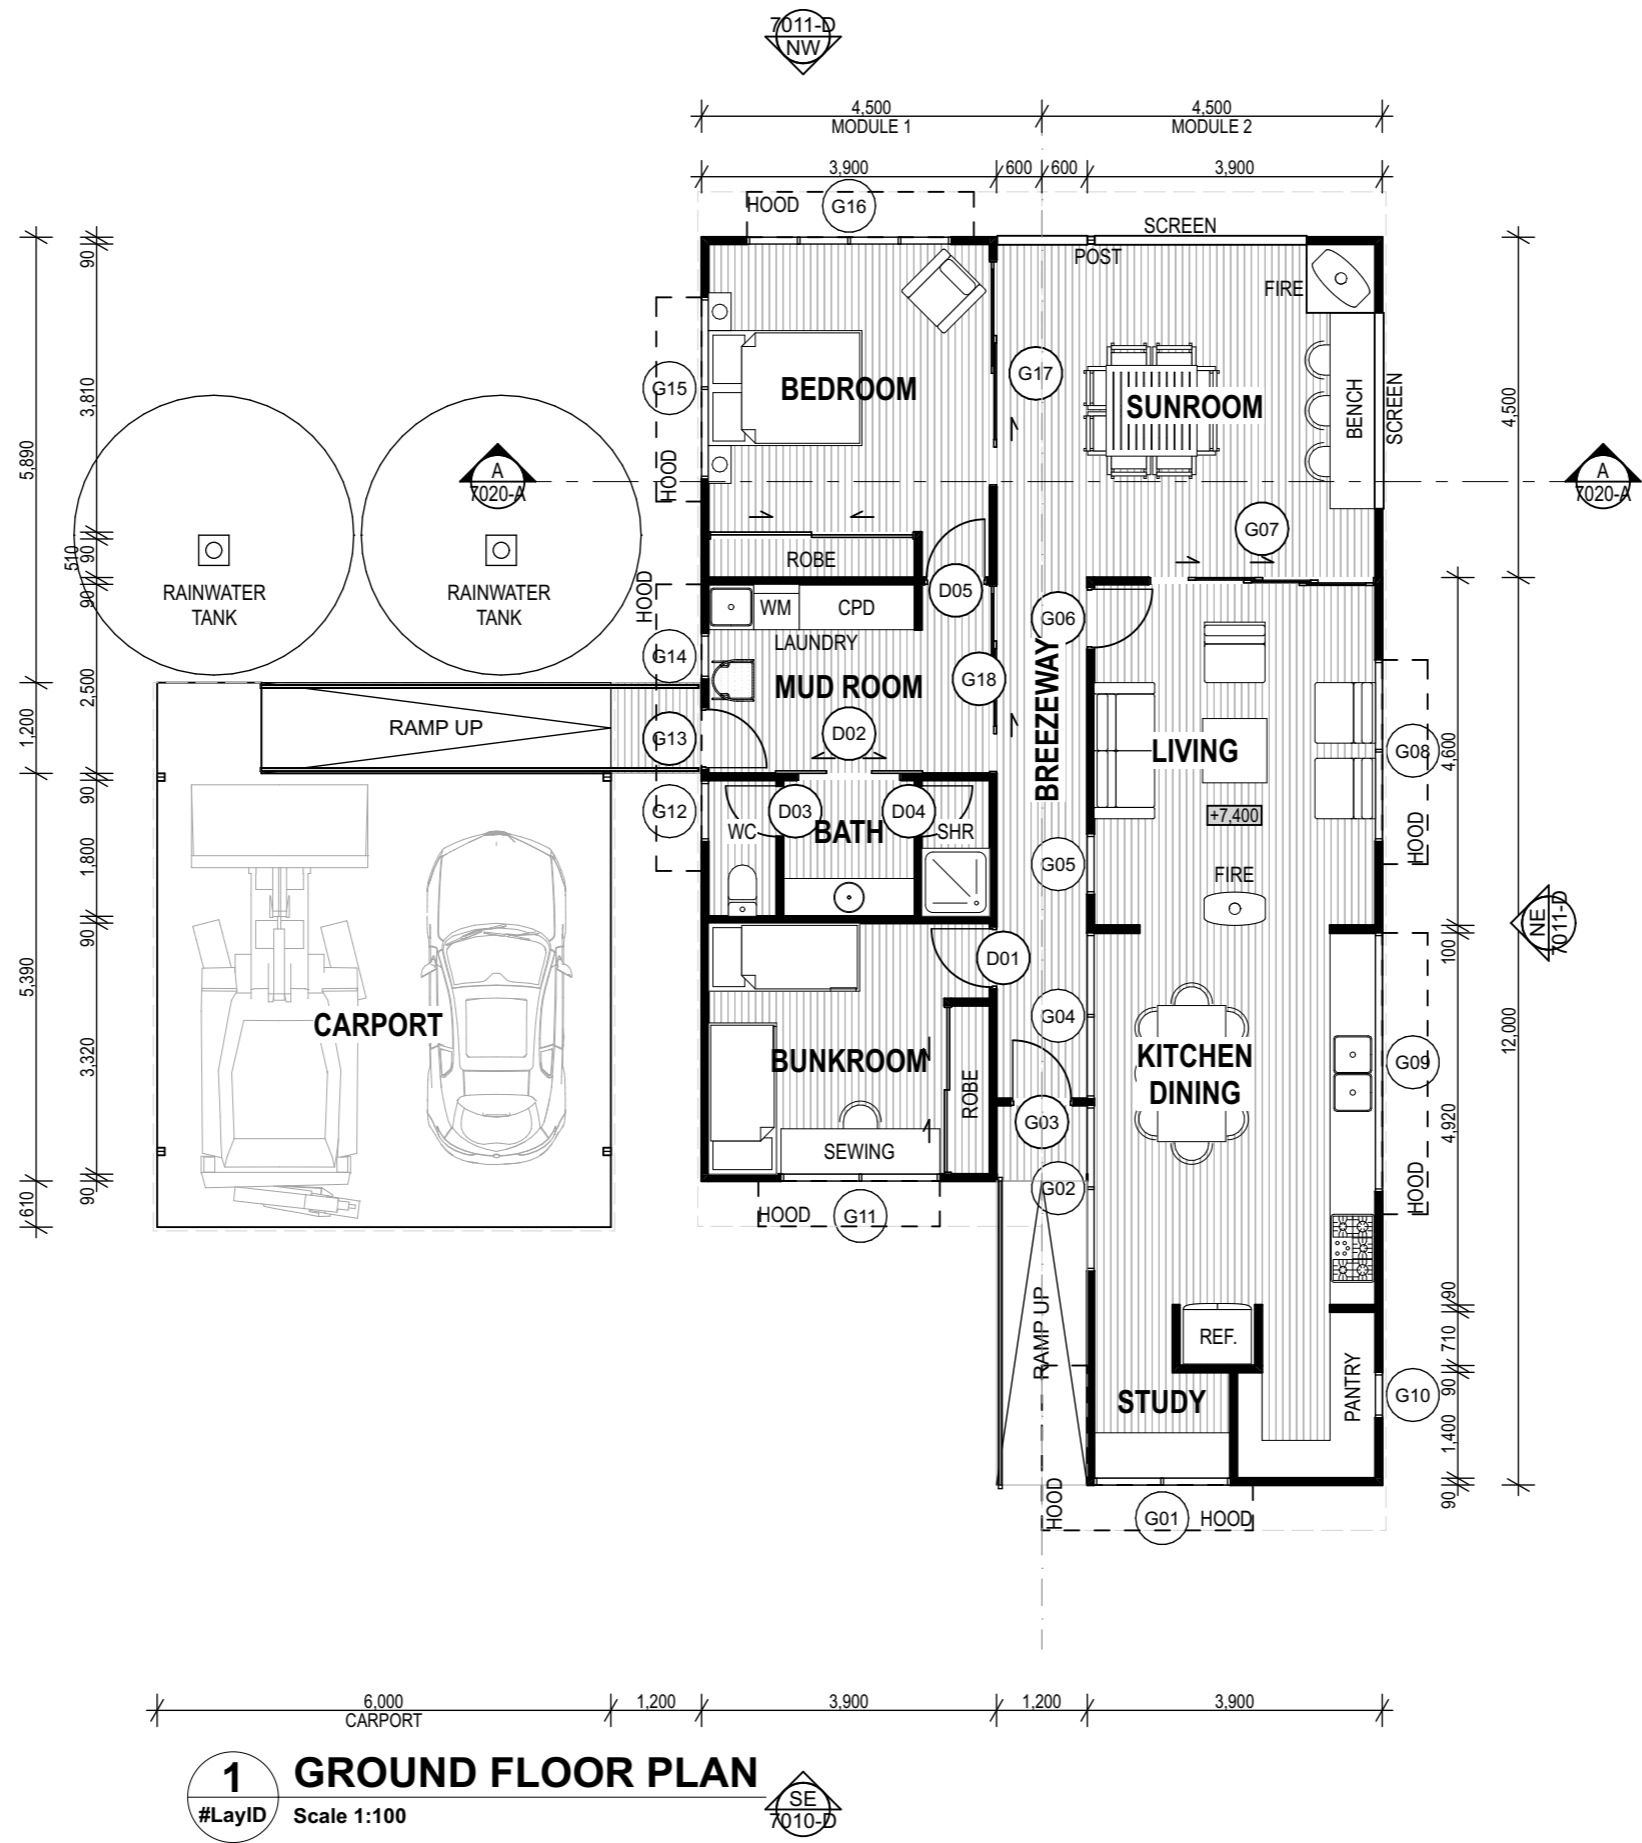 7011-D
NW
4,500
4,500
MODULE 1
MODULE 2
3,900
600
600
3,900
HOOD
G16
SCREEN
POST
FIRE
90
5,890
3,810
G15
BEDROOM
G17
SUNROOM
BENCH
SCREEN
4,500
HOOD
A
7020-A
A
7020-A
G07
510
90
90
ROBE
RAINWATER
TANK
RAINWATER
TANK
HOOD
WM
CPD
D05
G06
LAUNDRY
G14
MUD ROOM
G18
BREEZEWAY
2,500
1,200
RAMP UP
G13
D02
LIVING
G08
4,600
90
G12
WC
D03
BATH
D04
SHR
+7,400
HOOD
1,800
G05
FIRE
90
NE
7011-D
D01
100
5,390
CARPORT
G04
12,000
3,320
BUNKROOM
ROBE
KITCHEN
DINING
G09
G03
4,920
SEWING
90
610
HOOD
G11
G02
HOOD
90
RAMP UP
REF.
710
PANTRY
90
STUDY
G10
1,400
HOOD
G01
HOOD
90
6,000
1,200
3,900
1,200
3,900
CARPORT
1
GROUND FLOOR PLAN
#LayID
Scale 1:100
SE
7010-D